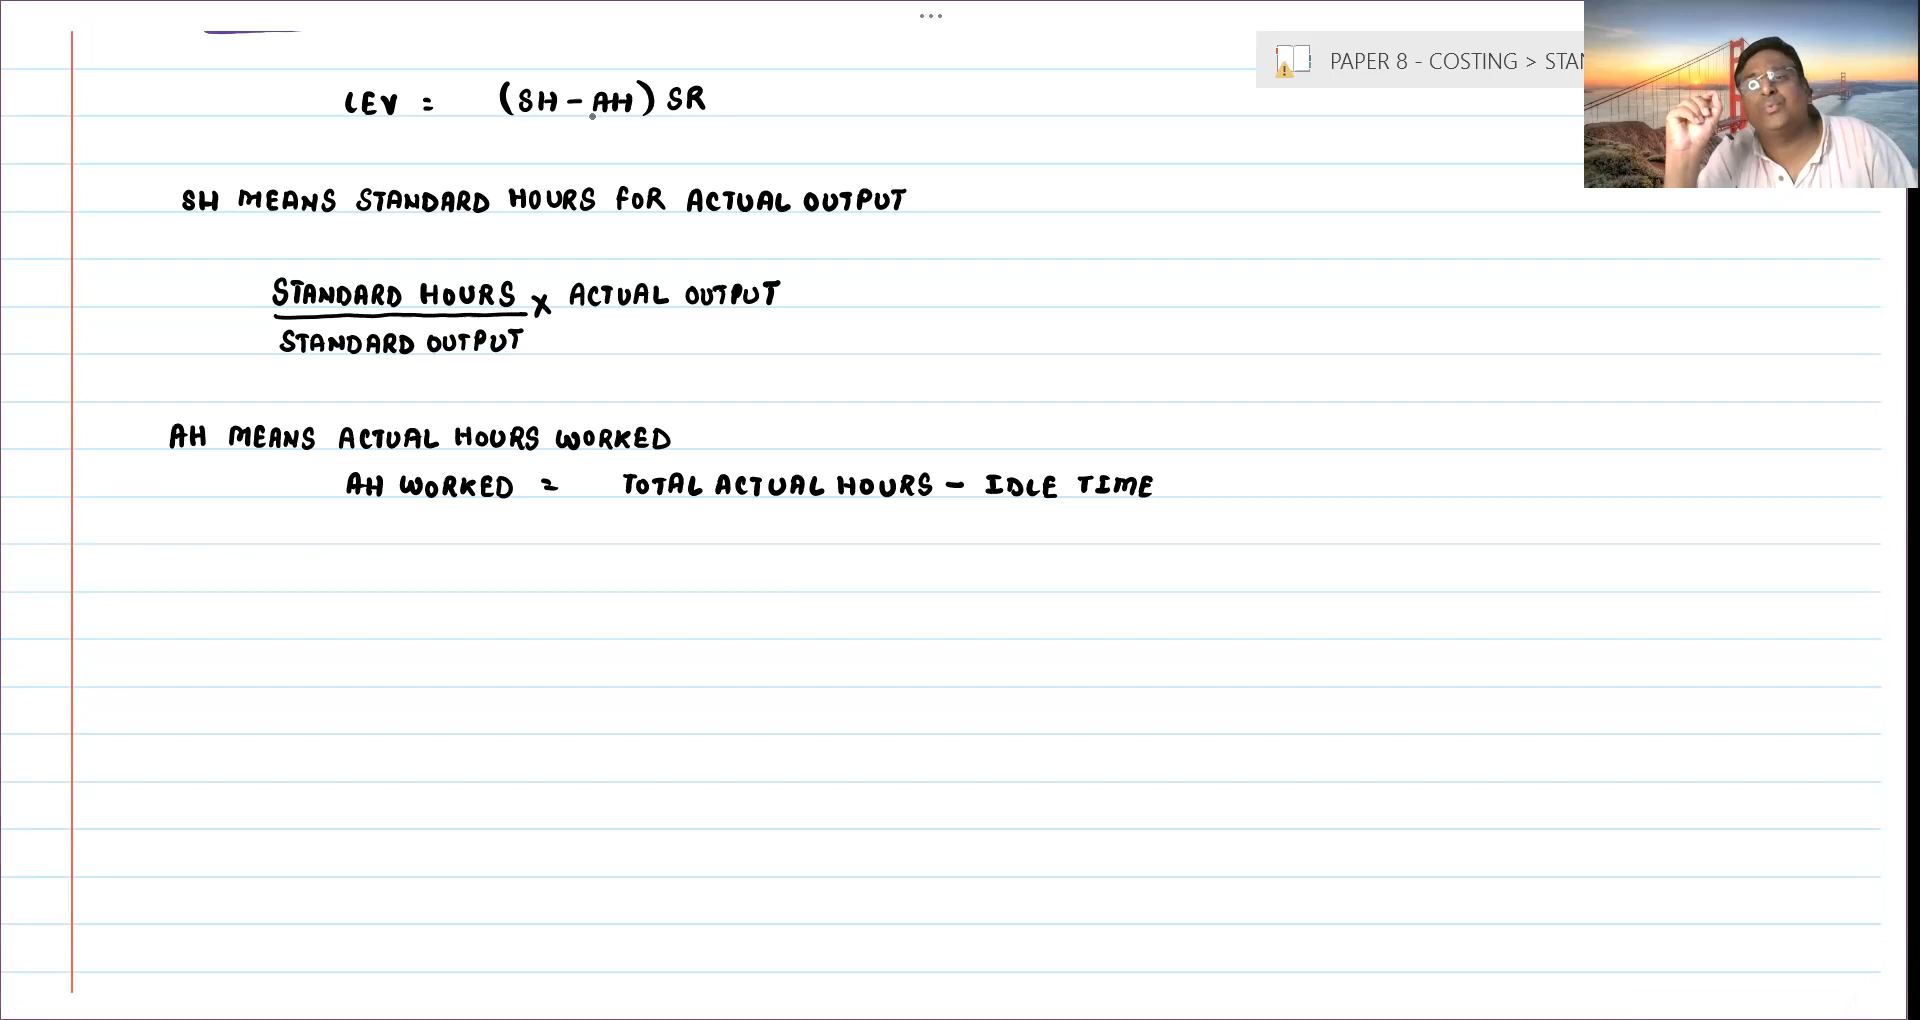 ...
PAPER 8 - COSTING > STAN
LEV = (SH - AH) SR
SH MEANS STANDARD HOURS FOR ACTUAL OUTPUT
STANDARD HOURS X ACTUAL OUTPUT
STANDARD OUTPUT
AH MEANS ACTUAL HOURS WORKED
AH WORKED = TOTAL ACTUAL HOURS - IDLE TIME